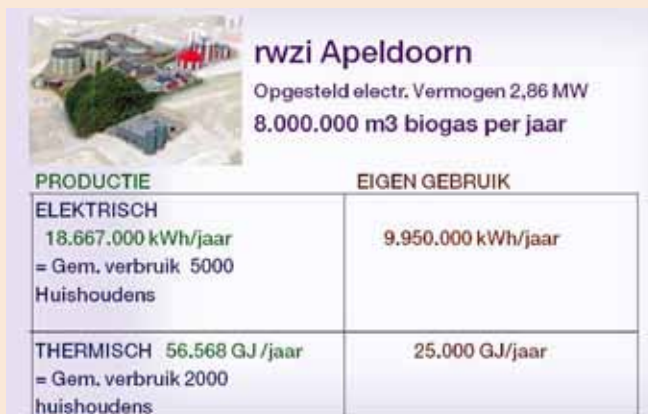 rwzi Apeldoorn
Opgesteld electr. Vermogen 2,86 MW
8.000.000 m3 biogas per jaar
PRODUCTIE EIGEN GEBRUIK
ELEKTRISCH
18.667.000 kWh/jaar 9.950.000 kWh/jaar
= Gem. verbruik 5000
Huishoudens
THERMISCH 56.568 GJ/jaar 25.000 GJ/jaar
= Gem. verbruik 2000
huishoudens